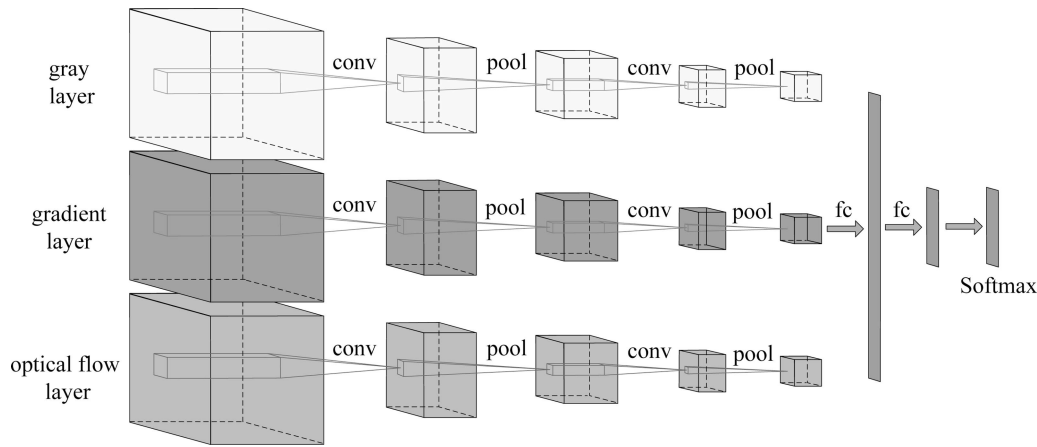 gray
layer
conv
pool
conv
pool
gradient
layer
conv
pool
conv
pool
fc
fc
Softmax
optical flow
layer
conv
pool
conv
pool